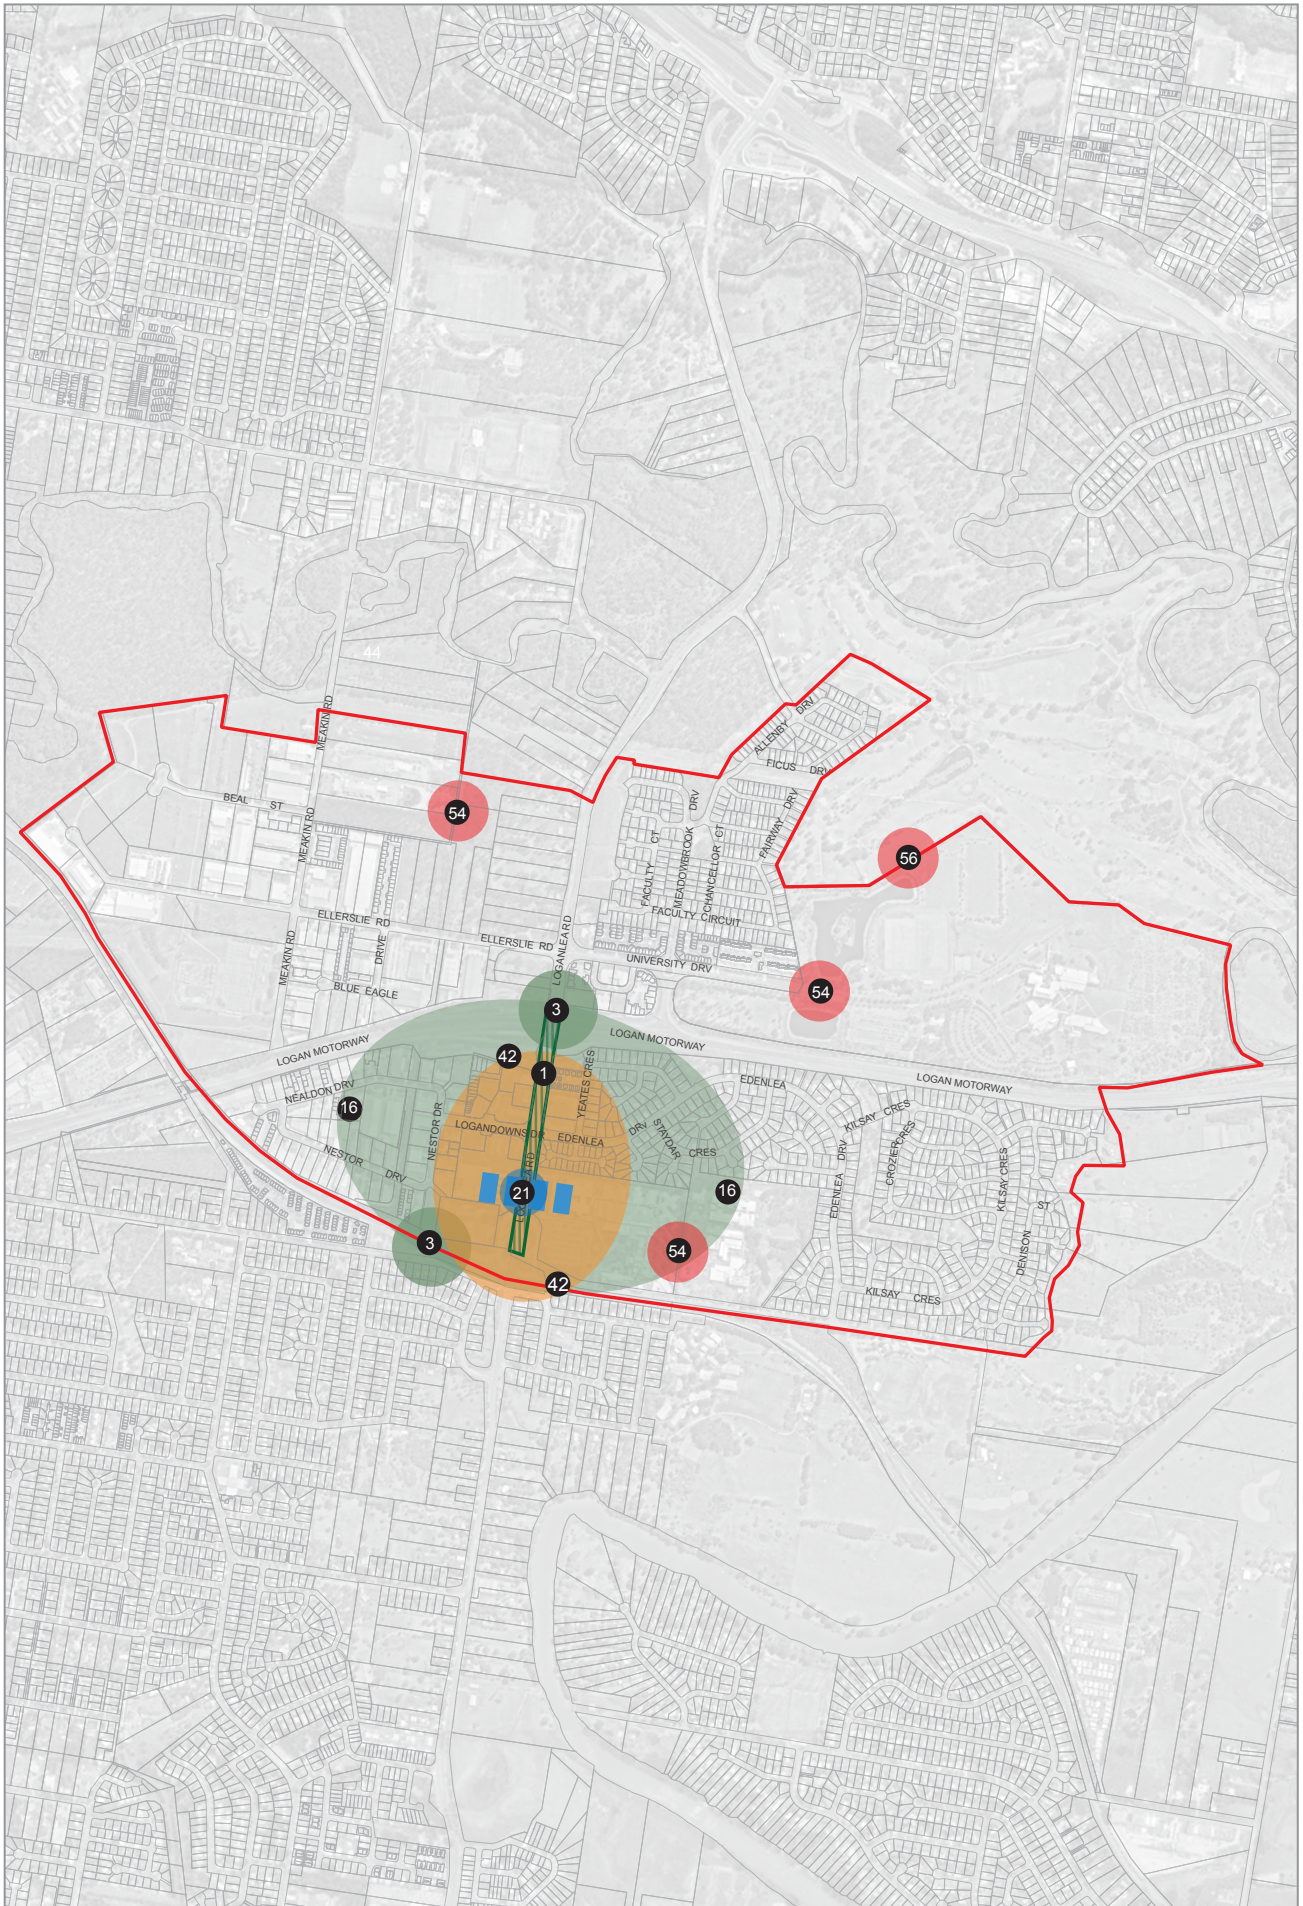 44
MEAKIN RD
ALLENBY DRV
FICUS DRV
BEAL ST
54
MEAKIN RD
DRV
MEADOWBROOK
FACULTY CT
CHANCELLOR CT
FAIRWAY DRV
56
FACULTY CIRCUIT
ELLERSLIE RD
ELLERSLIE RD
LOGANLEA RD
UNIVERSITY DRV
MEAKIN RD
DRIVE
BLUE EAGLE
54
3
LOGAN MOTORWAY
LOGAN MOTORWAY
LOGAN MOTORWAY
42
1
YEATES CRES
EDENLEA
NEALDON DRV
16
NESTOR DR
LOGANDOWNS DR
EDENLEA
DRV
STAYDAR
CRES
KILSAY CRES
CROZIER CRES
NESTOR DRV
EDENLEA DRV
KILSAY CRES
21
16
ST
DENISON
3
54
42
KILSAY CRES